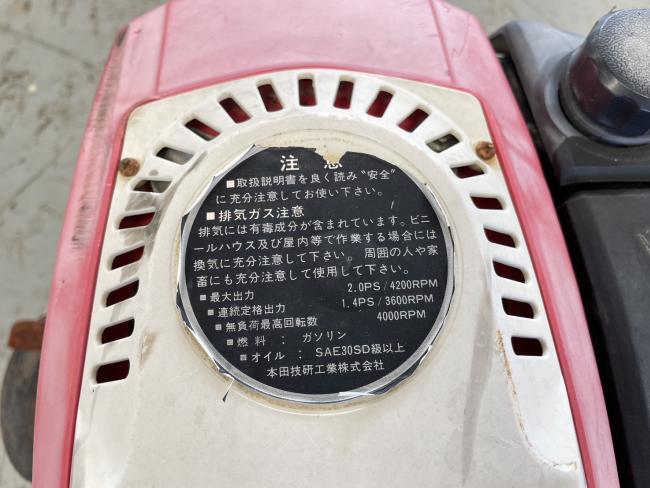 注意
■取扱説明書を良く読み〝安全〟
に充分注意してお使い下さい。
■排気ガス注意
排気には有毒成分が含まれています。ビニ
ールハウス及び屋内等で作業する場合には
換気に充分注意して下さい。周囲の人や家
畜にも充分注意して使用して下さい。
■最大出力 2.0PS/4200RPM
■連続定格出力 1.4PS/3600RPM
■無負荷最高回転数 4000RPM
■燃料：ガソリン
■オイル：SAE30SD級以上
本田技研工業株式会社